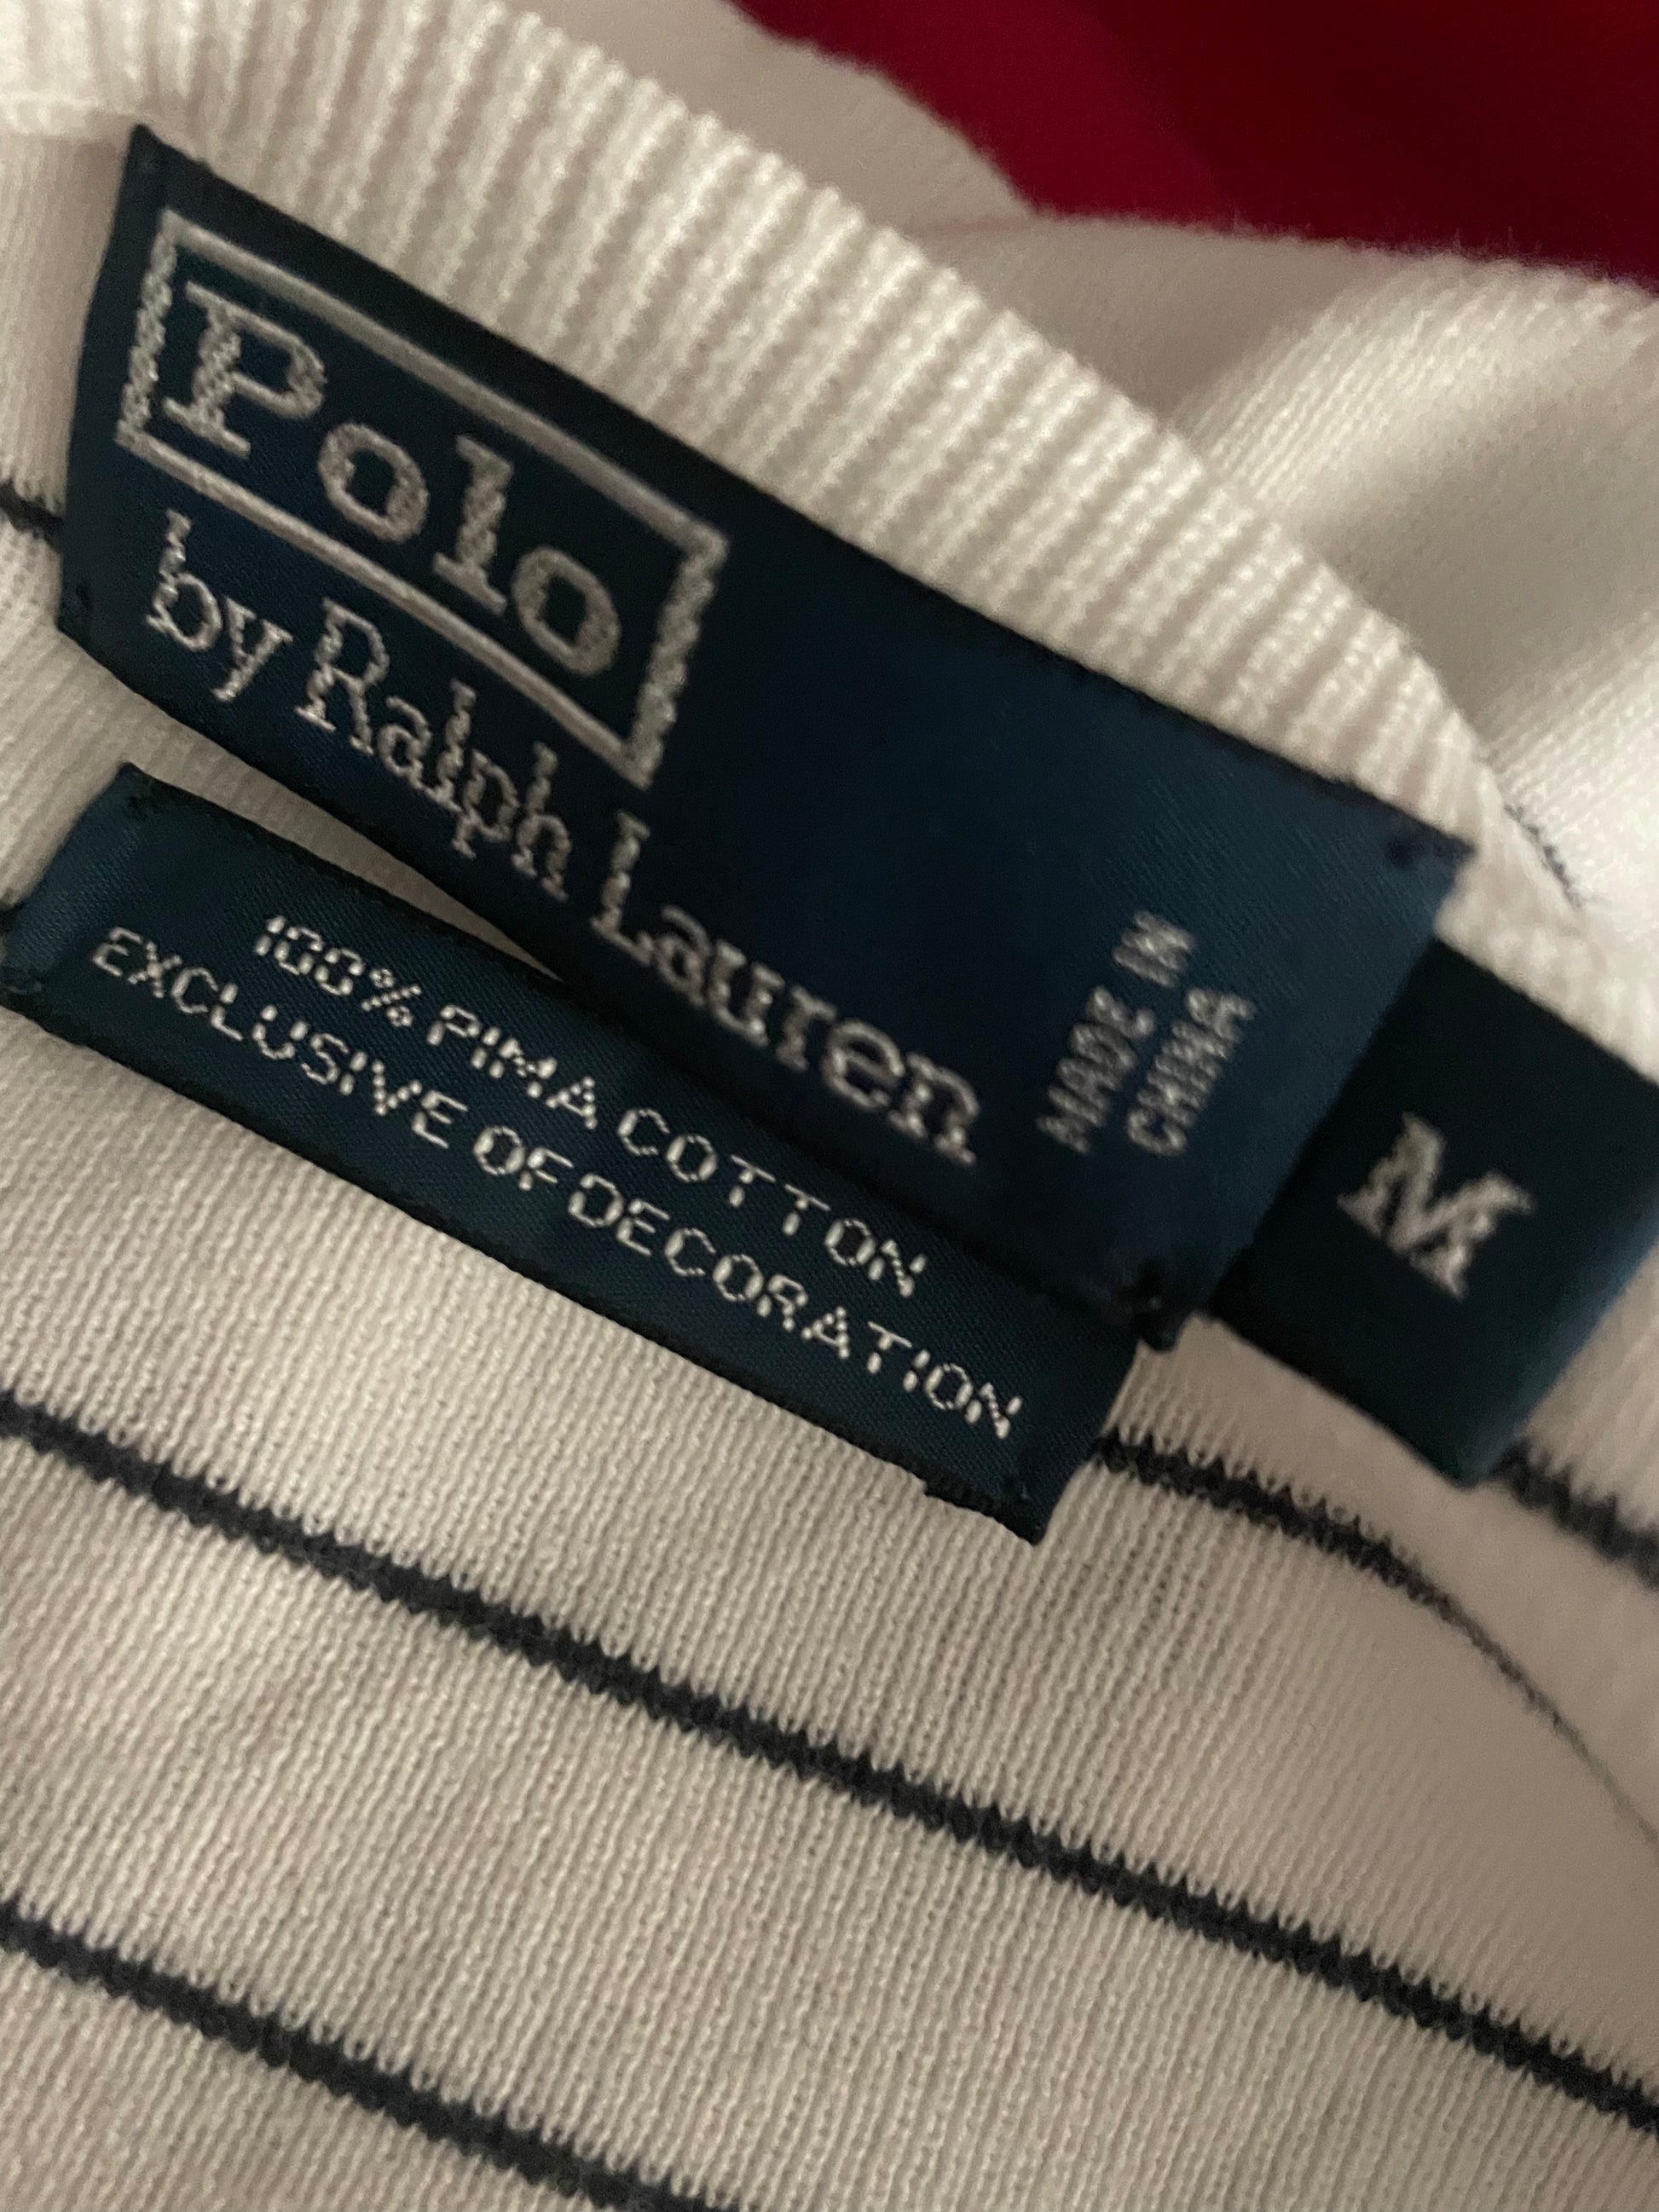 Polo
by Ralph Lauren
MADE IN
CHINA
M
100% PIMA COTTON
EXCLUSIVE OF DECORATION